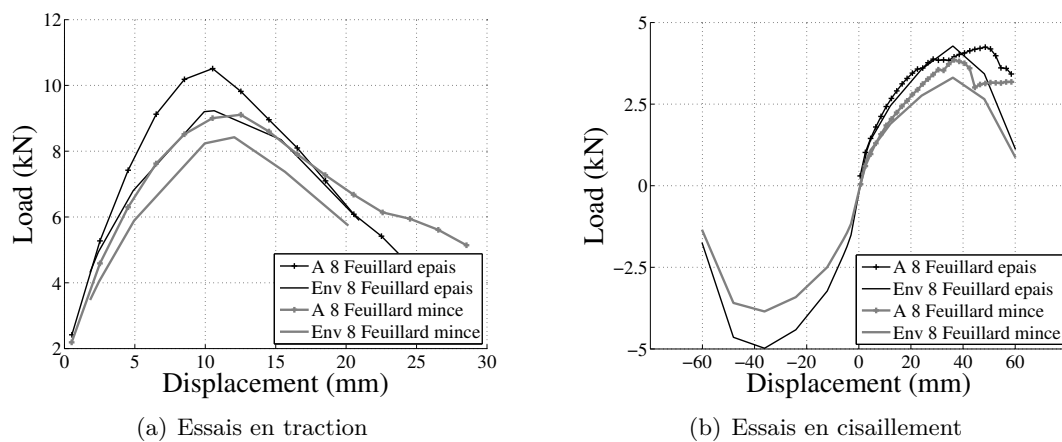 12
10
8
6
4
2
0
5
10
15
20
25
30
Load (kN)
Displacement (mm)
A 8 Feuillard epais
Env 8 Feuillard epais
A 8 Feuillard mince
Env 8 Feuillard mince
(a) Essais en traction
5
2.5
0
-2.5
-5
-60
-40
-20
0
20
40
60
Load (kN)
Displacement (mm)
A 8 Feuillard epais
Env 8 Feuillard epais
A 8 Feuillard mince
Env 8 Feuillard mince
(b) Essais en cisaillement